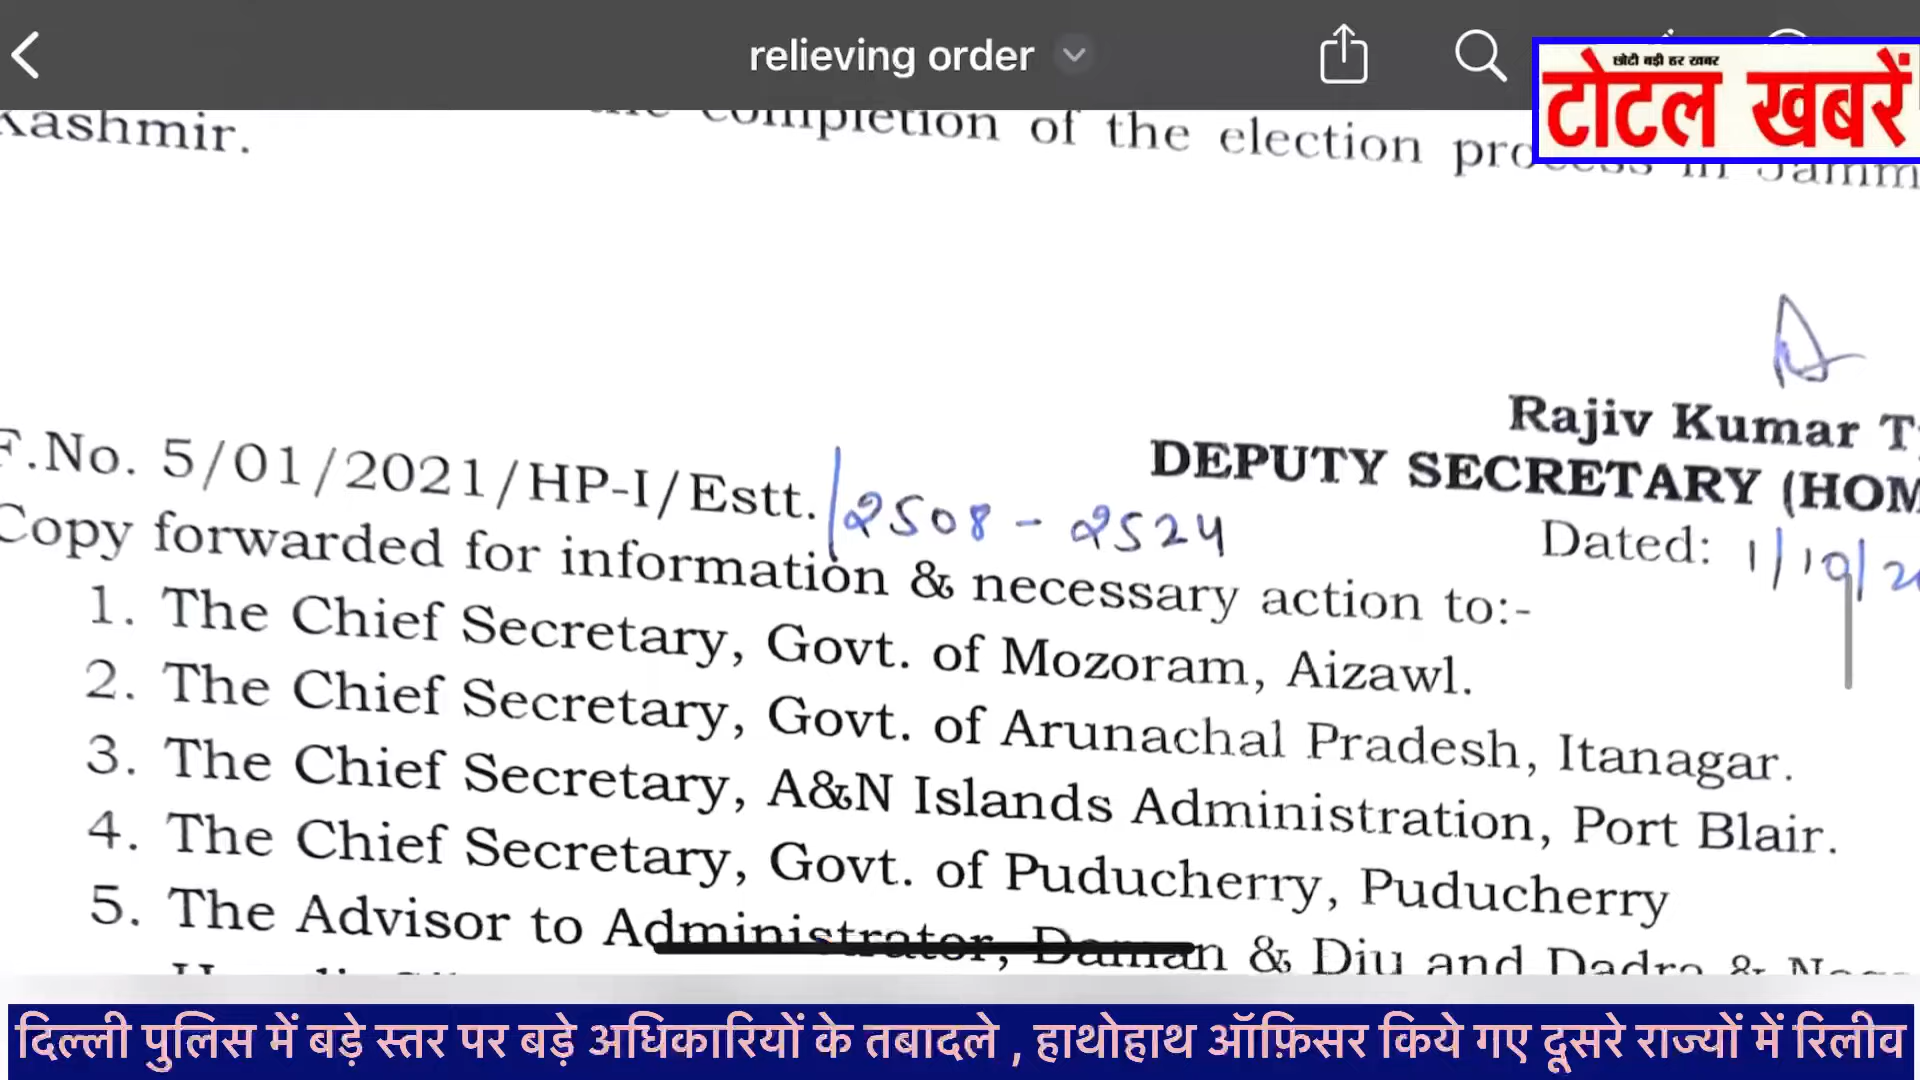 relieving order
छोटी बड़ी हर खबर
टोटल खबरें
Kashmir.
completion of the election
Rajiv Kumar
DEPUTY SECRETARY
F.No. 5/01/2021/HP-I/Estt./2508 - 2524
Dated: 1/10/2
Copy forwarded for information & necessary action to:-
1. The Chief Secretary, Govt. of Mozoram, Aizawl.
2. The Chief Secretary, Govt. of Arunachal Pradesh, Itanagar.
3. The Chief Secretary, A&N Islands Administration, Port Blair.
4. The Chief Secretary, Govt. of Puducherry, Puducherry
5. The Advisor to Administrator, Daman & Diu and Dadra &
दिल्ली पुलिस में बड़े स्तर पर बड़े अधिकारियों के तबादले , हाथोहाथ ऑफ़िसर किये गए दूसरे राज्यों में रिलीव